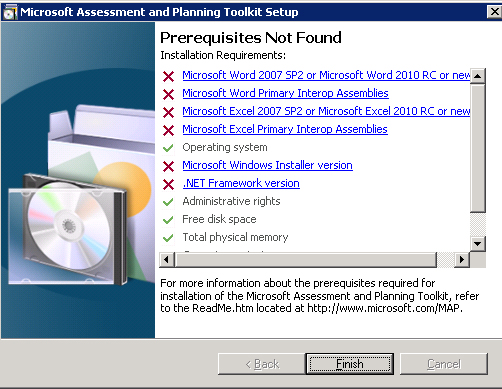 Microsoft Assessment and Planning Toolkit Setup
Prerequisites Not Found
Installation Requirements:
Microsoft Word 2007 SP2 or Microsoft Word 2010 RC or new
Microsoft Word Primary Interop Assemblies
Microsoft Excel 2007 SP2 or Microsoft Excel 2010 RC or new
Microsoft Excel Primary Interop Assemblies
Operating system
Microsoft Windows Installer version
.NET Framework version
Administrative rights
Free disk space
Total physical memory
For more information about the prerequisites required for
installation of the Microsoft Assessment and Planning Toolkit, refer
to the ReadMe.htm located at http://www.microsoft.com/MAP.
< Back
Finish
Cancel